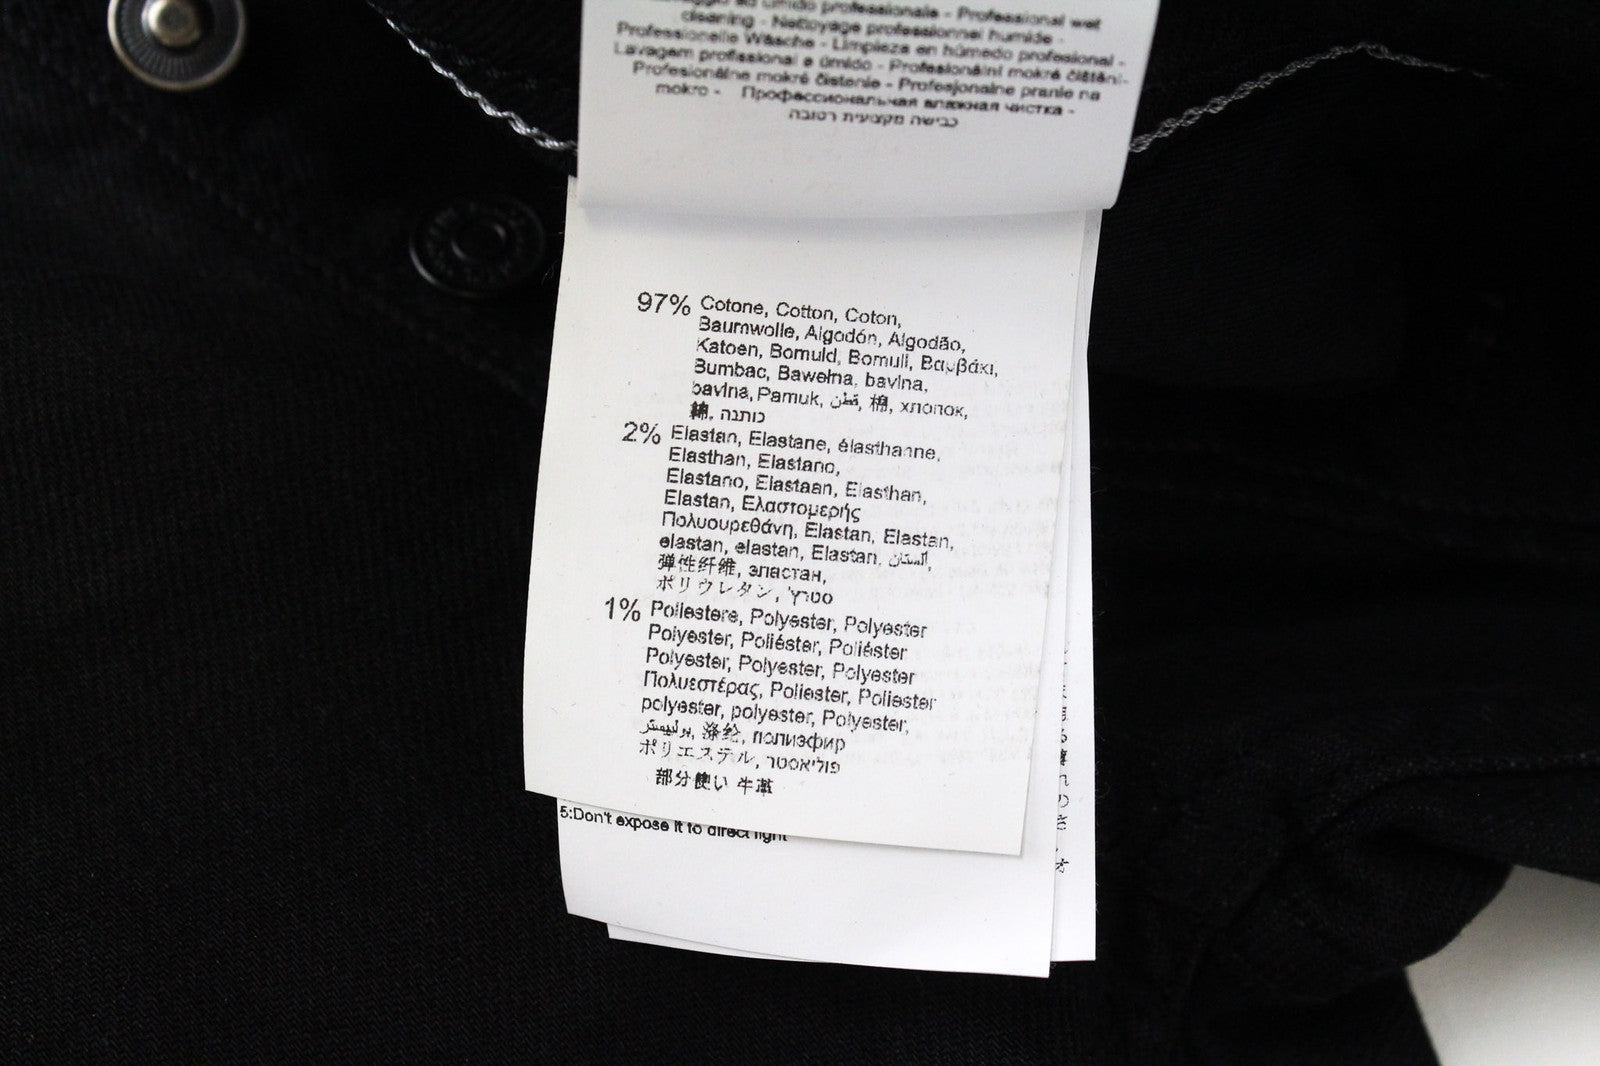 umido professionale - Professional wet
cleaning - Nettoyage professionnel humide -
Professionelle Wäsche - Limpieza en húmedo profesional -
Lavagem profissional a úmido - Profesionální mokré čištění-
Profesionálne mokré čistenie - Profesjonalne pranie na
mokro - Профессиональная влажная чистка -
כביסה מקצועית רטובה
97% Cotone, Cotton, Coton,
Baumwolle, Algodón, Algodão,
Katoen, Bomuld, Bomull, Βαμβάκι,
Bumbac, Bawełna, bavlna,
bavlna, Pamuk, قطن, 棉, хлопок,
綿, כותנה
2% Elastan, Elastane, élasthanne,
Elasthan, Elastano,
Elastano, Elastaan, Elasthan,
Elastan, Ελαστομερής
Πολυουρεθάνη, Elastan, Elastan,
elastan, elastan, Elastan, السكان,
弹性纤维, эластан,
ポリウレタン, סטרץ'
1% Poliestere, Polyester, Polyester
Polyester, Poliéster, Poliéster
Polyester, Polyester, Polyester
Πολυεστέρας, Poliester, Poliester
polyester, polyester, Polyester,
بوليستر, 涤纶, полиэфир
ポリエステル, פוליאסטר
部分使い 牛革
5:Don't expose it to direct light